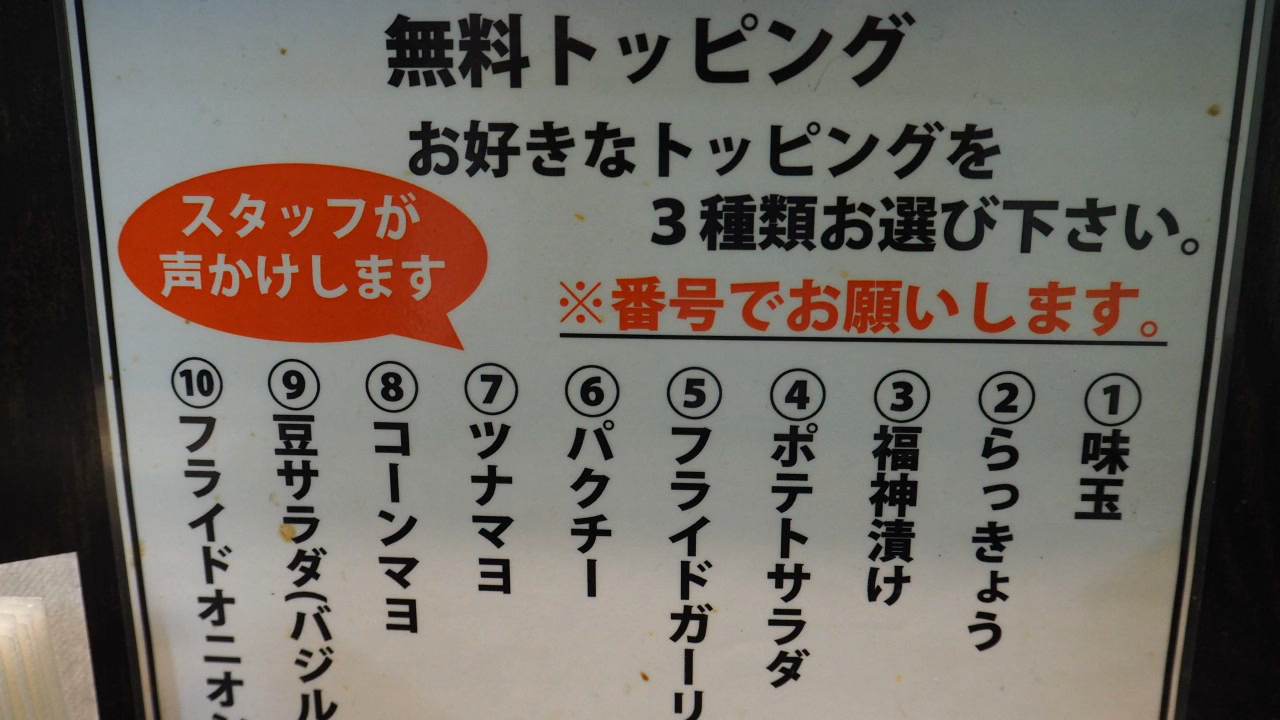 無料トッピング
お好きなトッピングを
3種類お選び下さい。
スタッフが
声かけします
※番号でお願いします。
①味玉
②らっきょう
③福神漬け
④ポテトサラダ
⑤フライドガーリ
⑥パクチー
⑦ツナマヨ
⑧コーンマヨ
⑨豆サラダ(バジル
⑩フライドオニオン